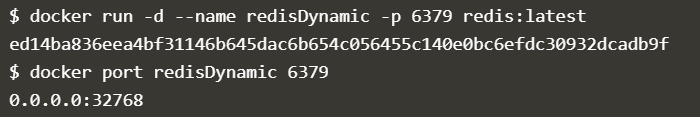 $ docker run -d --name redisDynamic -p 6379 redis:latest
ed14ba836eea4bf31146b645dac6b654c056455c140e0bc6efdc30932dcadb9f
$ docker port redisDynamic 6379
0.0.0.0:32768